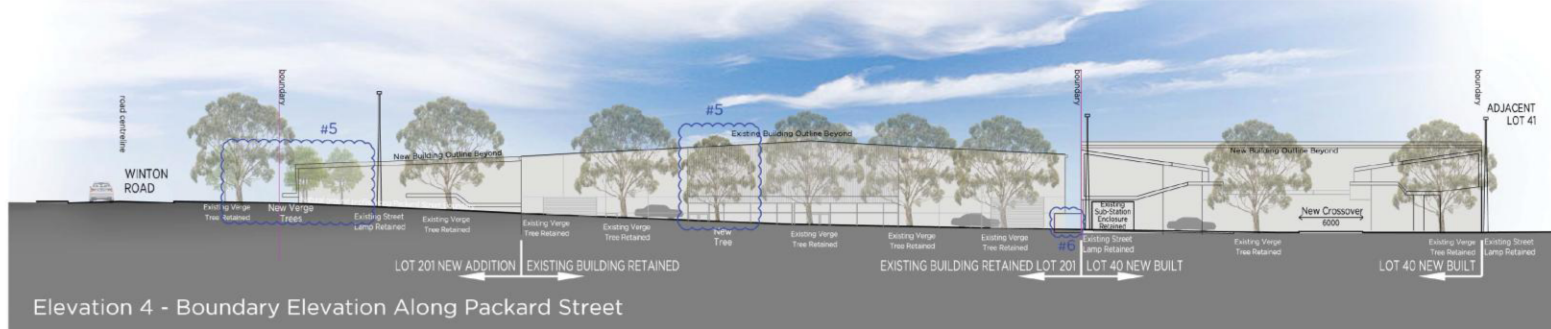 road centreline
boundary
WINTON
ROAD
#5
New Building Outline Beyond
#5
Existing Building Outline Beyond
boundary
New Building Outline Beyond
boundary
ADJACENT
LOT 41
Existing Verge
Tree Retained
New Verge
Trees
Existing Street
Lamp Retained
Existing Verge
Tree Retained
Existing Verge
Tree Retained
New
Tree
Existing Verge
Tree Retained
Existing Verge
Tree Retained
Existing Verge
Tree Retained
#6
Existing
Sub-Station
Enclosure
Retained
Existing Street
Lamp Retained
New Crossover
6000
Existing Verge
Tree Retained
Existing Verge
Tree Retained
Existing Street
Lamp Retained
LOT 201 NEW ADDITION
EXISTING BUILDING RETAINED
EXISTING BUILDING RETAINED LOT 201
LOT 40 NEW BUILT
LOT 40 NEW BUILT
Elevation 4 - Boundary Elevation Along Packard Street